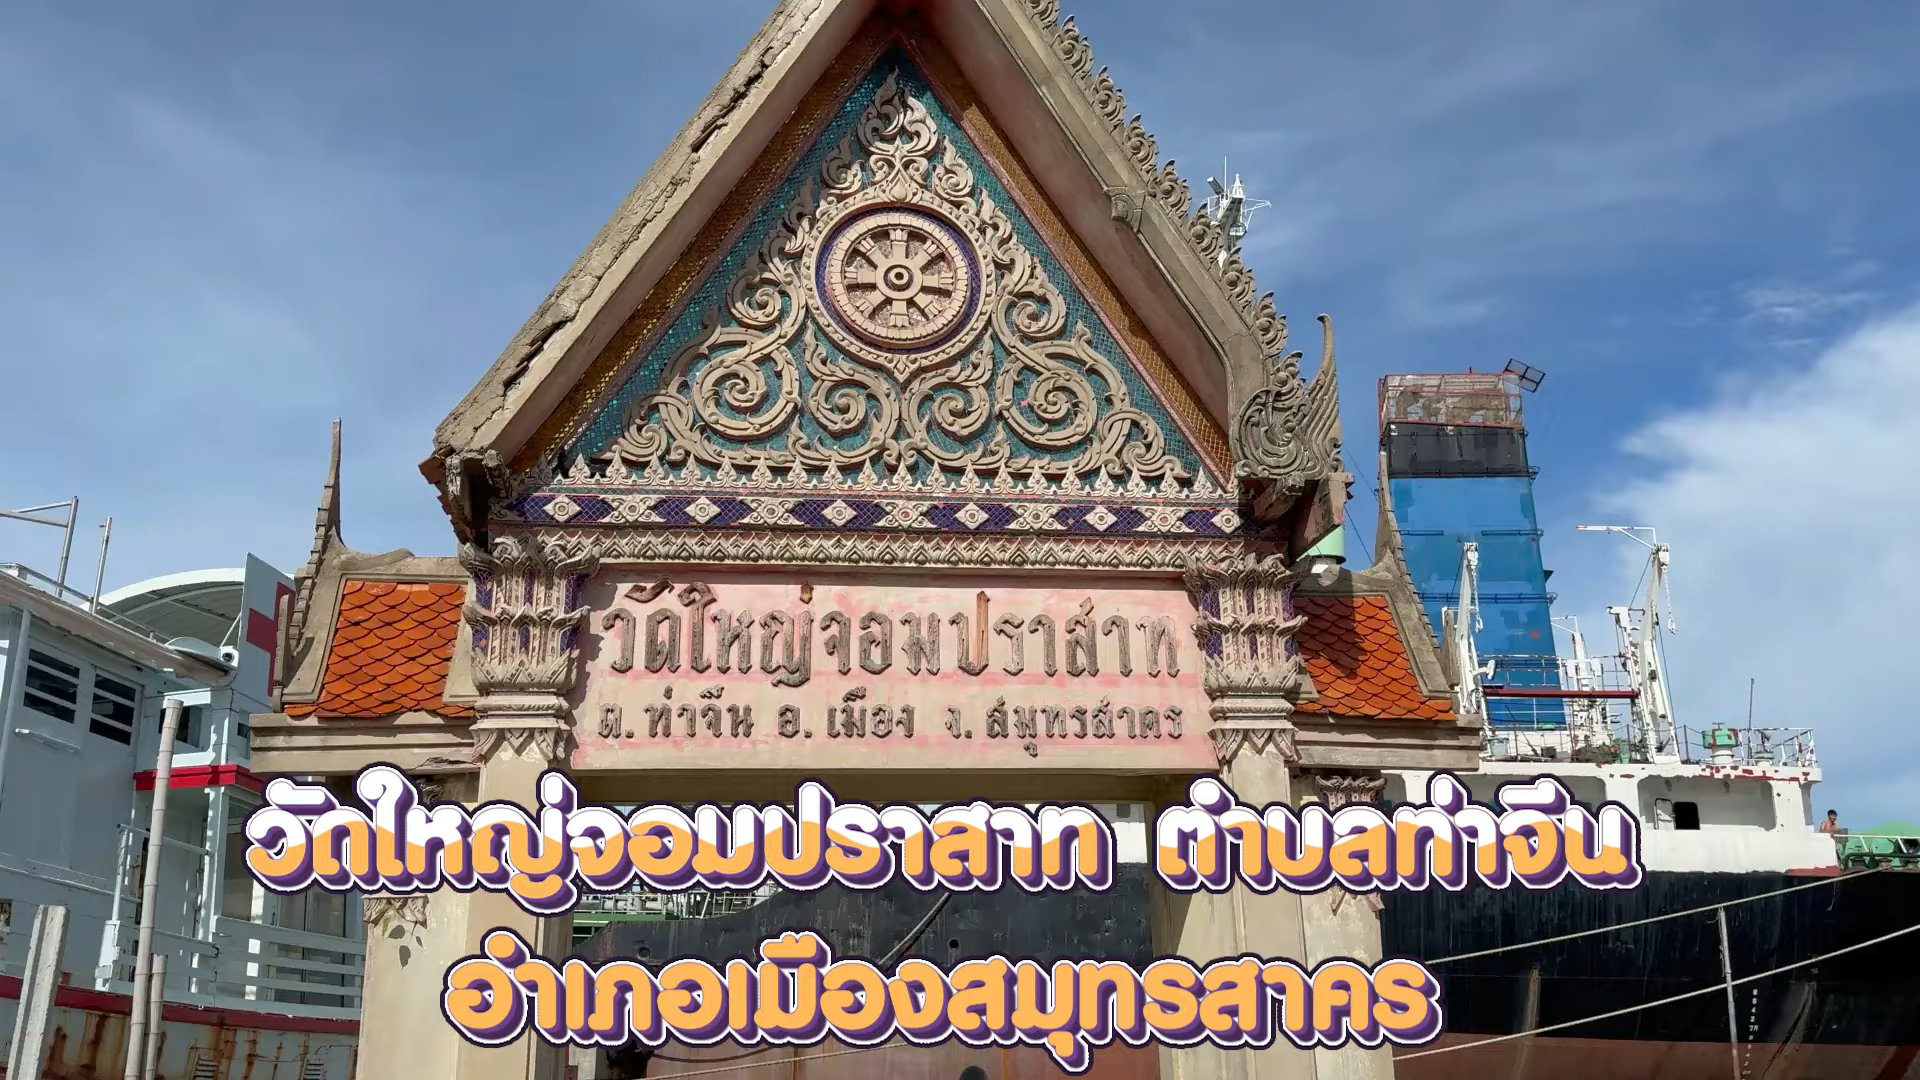 วัดใหญ่จอมปราสาท
ต.ท่าจีน อ.เมือง จ.สมุทรสาคร
วัดใหญ่จอมปราสาท ตำบลท่าจีน
อำเภอเมืองสมุทรสาคร